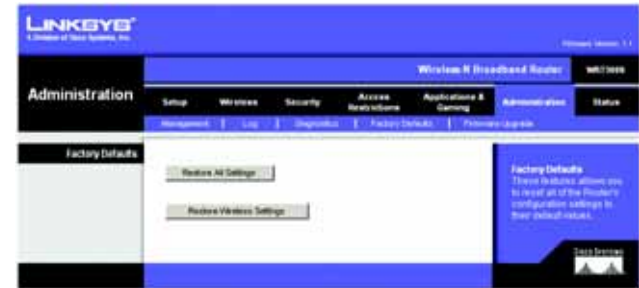 LINKSYS®
A Division of Cisco Systems, Inc.
Firmware Version: 1.1
Wireless-N Broadband Router
Administration
Setup
Wireless
Security
Access Restrictions
Applications & Gaming
Administration
Status
Management | Log | Diagnostics | Factory Defaults | Firmware Upgrade
Factory Defaults
Restore All Settings
Restore Wireless Settings
Factory Defaults
These features allows you
to reset all of the Router's
configuration settings to
their default values.
Cisco Systems